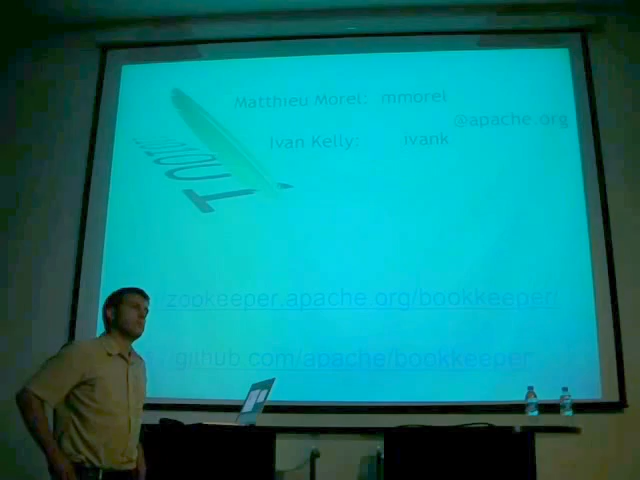 Matthieu Morel: mmorel
@apache.org
Ivan Kelly: ivank
zookeeper.apache.org/bookkeeper/
github.com/apache/bookkeeper